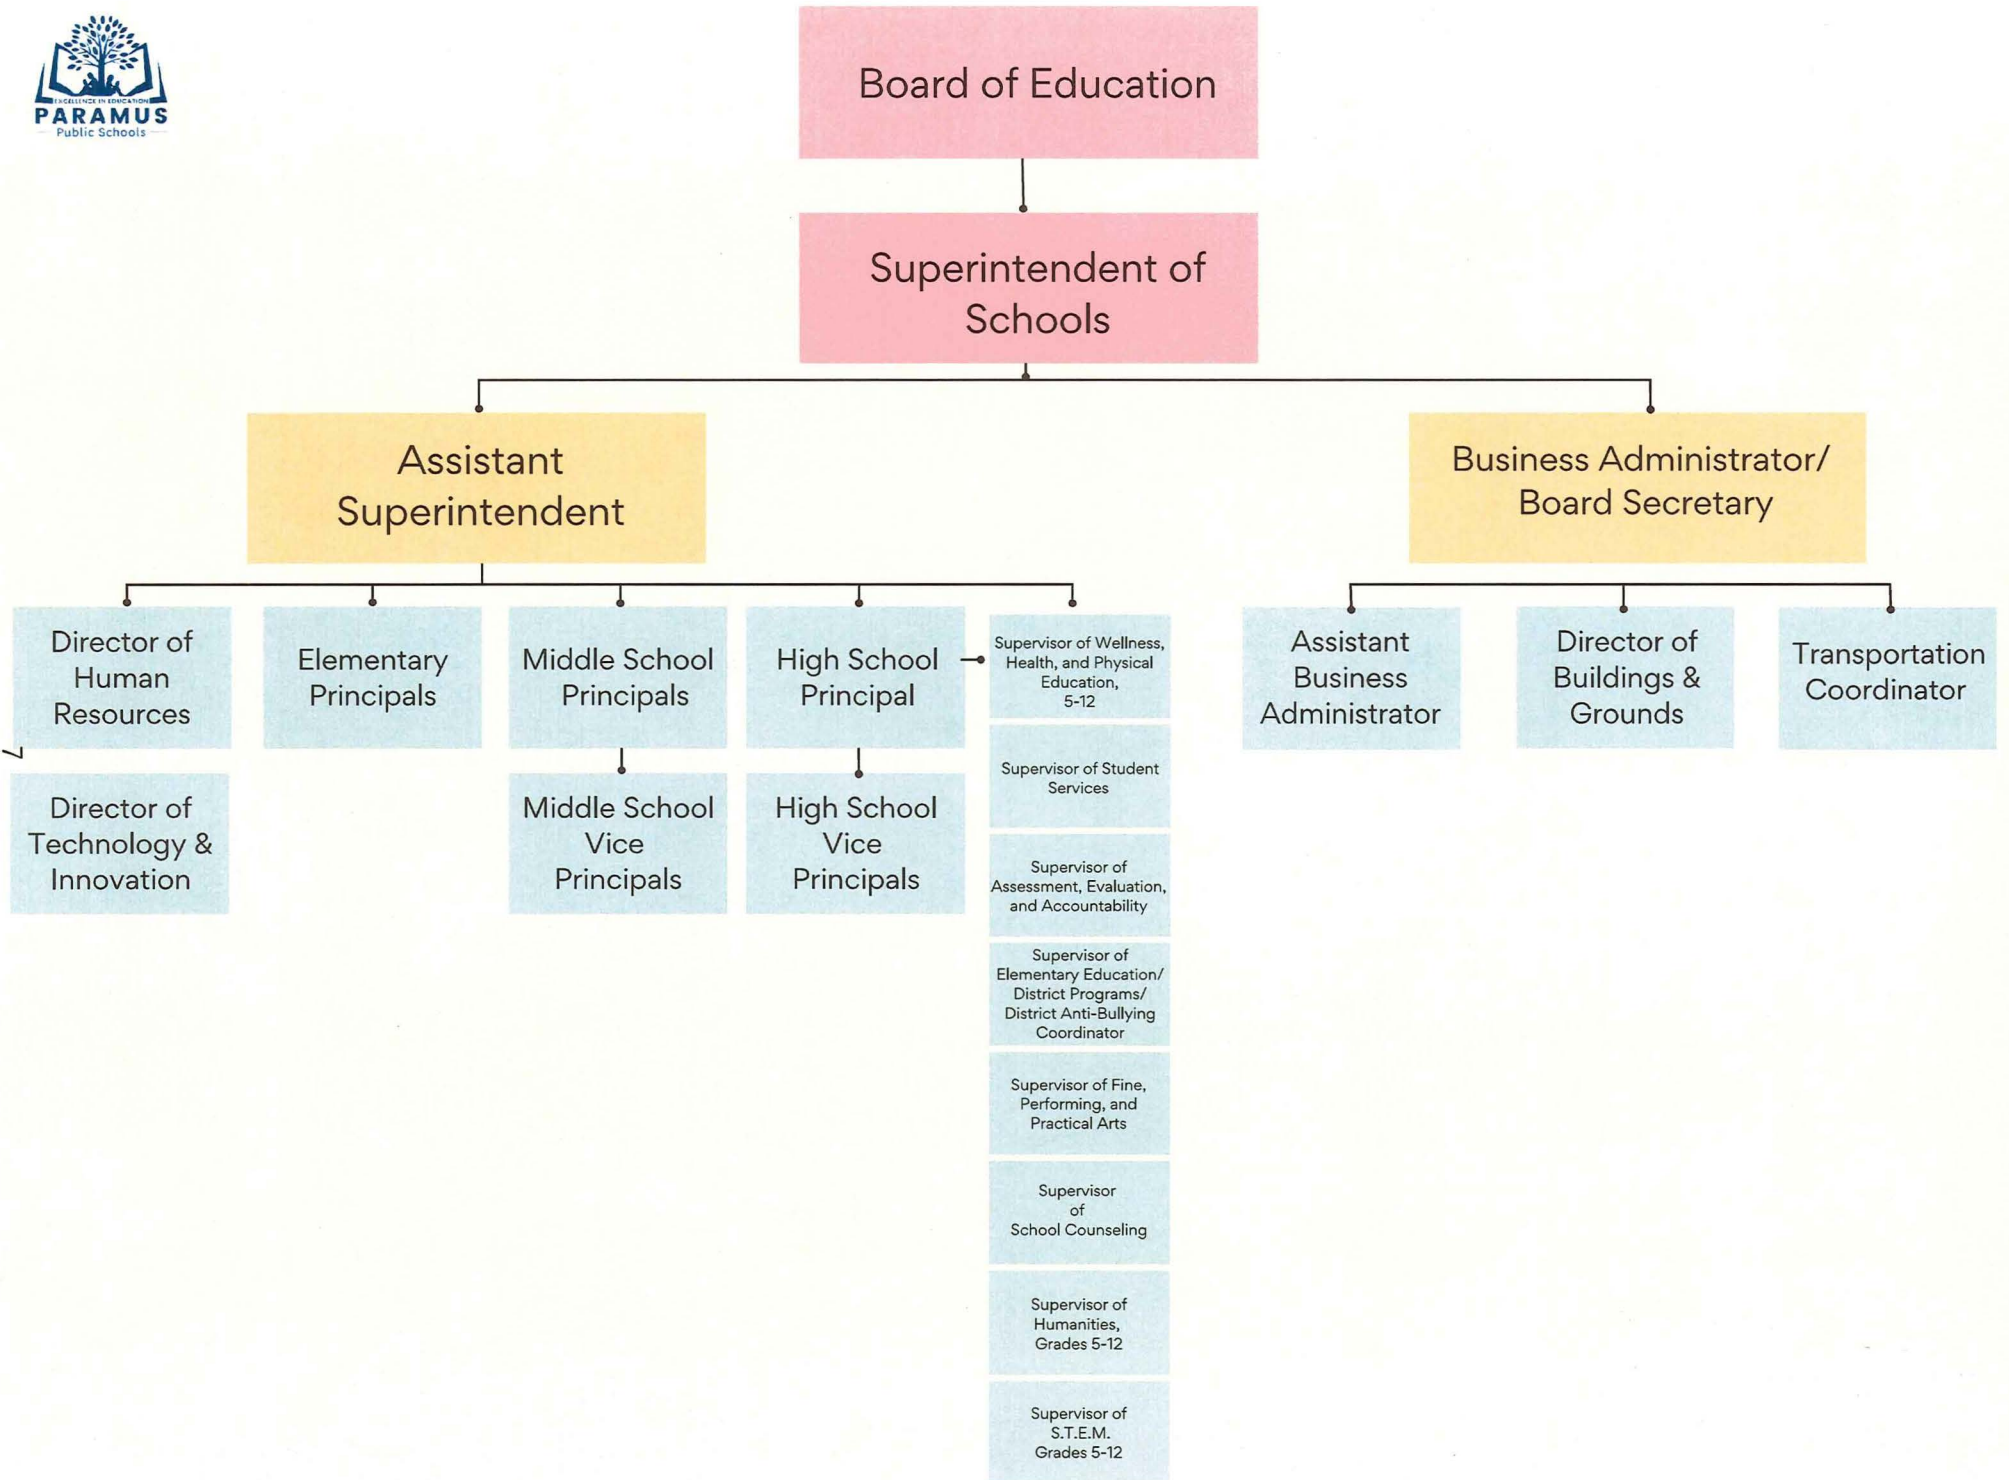 EXCELLENCE IN EDUCATION
PARAMUS
Public Schools
Board of Education
Superintendent of
Schools
Assistant
Superintendent
Business Administrator/
Board Secretary
Director of
Human
Resources
Elementary
Principals
Middle School
Principals
High School
Principal
Supervisor of Wellness,
Health, and Physical
Education,
5-12
Assistant
Business
Administrator
Director of
Buildings &
Grounds
Transportation
Coordinator
Director of
Technology &
Innovation
Middle School
Vice
Principals
High School
Vice
Principals
Supervisor of Student
Services
Supervisor of
Assessment, Evaluation,
and Accountability
Supervisor of
Elementary Education/
District Programs/
District Anti-Bullying
Coordinator
Supervisor of Fine,
Performing, and
Practical Arts
Supervisor
of
School Counseling
Supervisor of
Humanities,
Grades 5-12
Supervisor of
S.T.E.M.
Grades 5-12